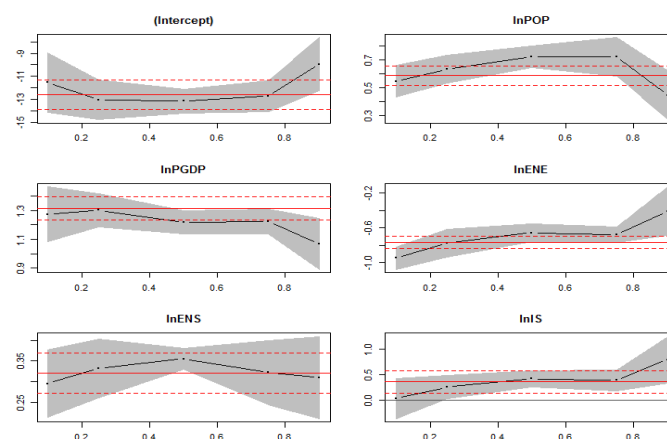 (Intercept)
lnPOP
-15 -13 -11 -9
0.3 0.5 0.7
0.2 0.4 0.6 0.8
0.2 0.4 0.6 0.8
lnPGDP
lnENE
0.9 1.1 1.3
-1.0 -0.6 -0.2
0.2 0.4 0.6 0.8
0.2 0.4 0.6 0.8
lnENS
lnIS
0.25 0.35
0.0 0.5 1.0
0.2 0.4 0.6 0.8
0.2 0.4 0.6 0.8